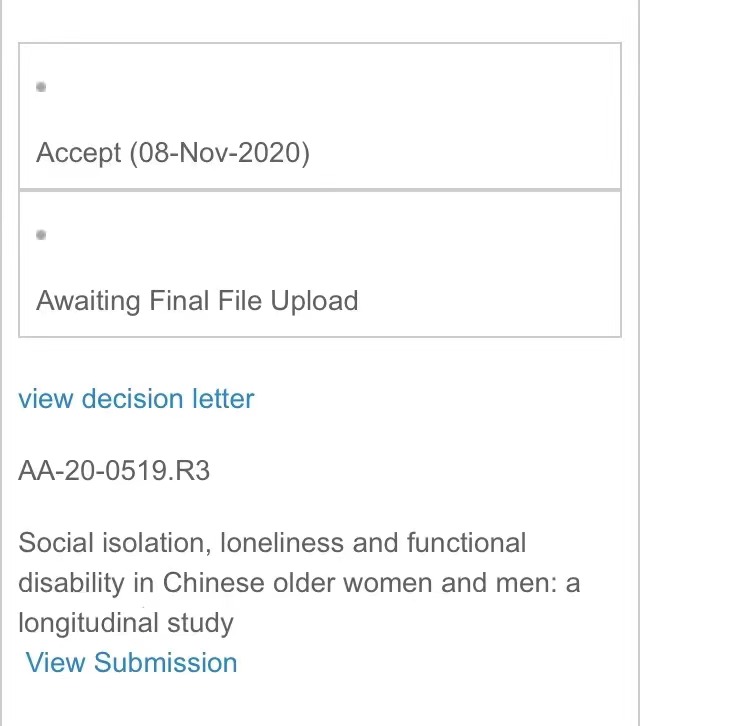 Accept (08-Nov-2020)
Awaiting Final File Upload
view decision letter
AA-20-0519.R3
Social isolation, loneliness and functional
disability in Chinese older women and men: a
longitudinal study
View Submission